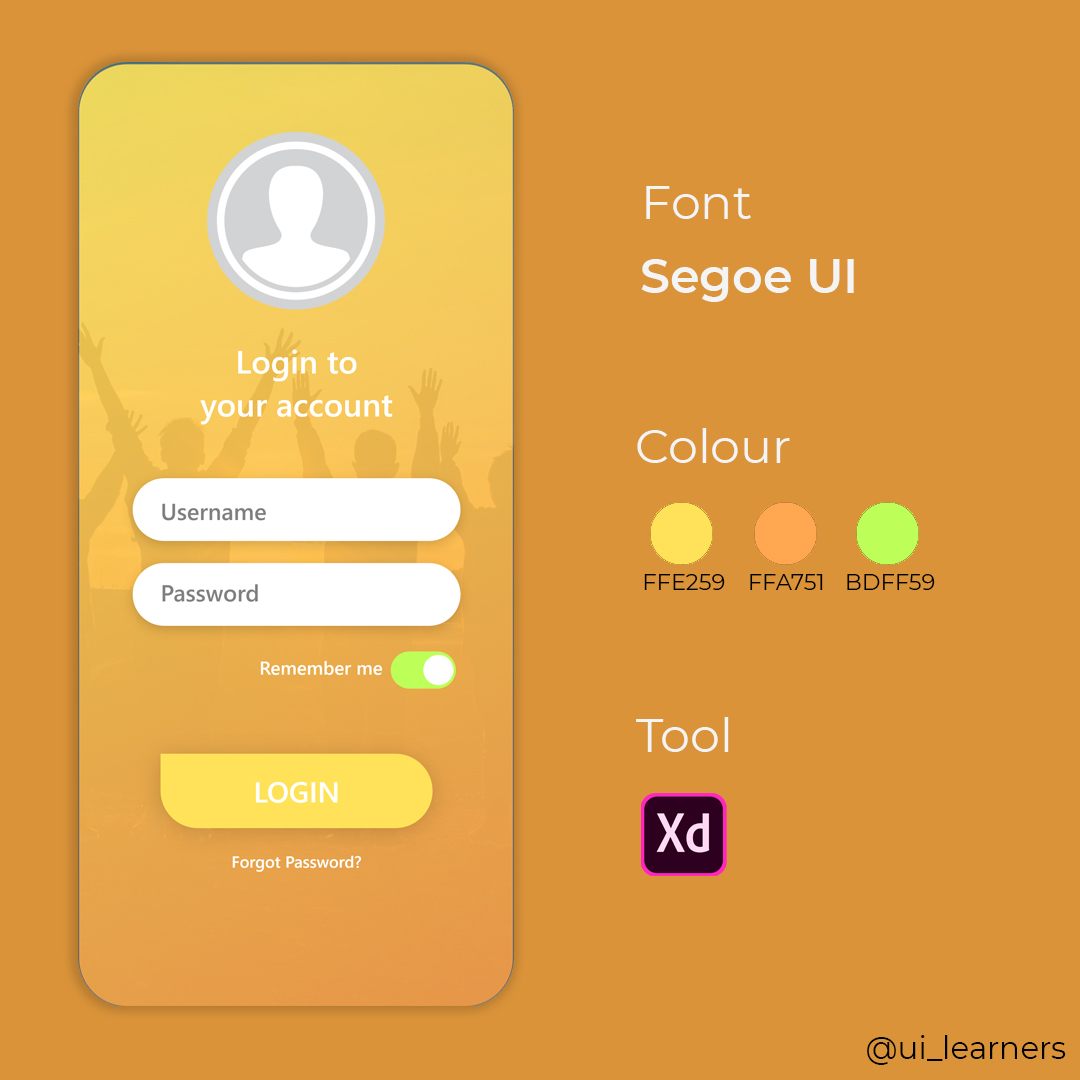 Login to
your account
Username
Password
Remember me
LOGIN
Forgot Password?
Font
Segoe UI
Colour
FFE259 FFA751 BDFF59
Tool
Xd
@ui_learners